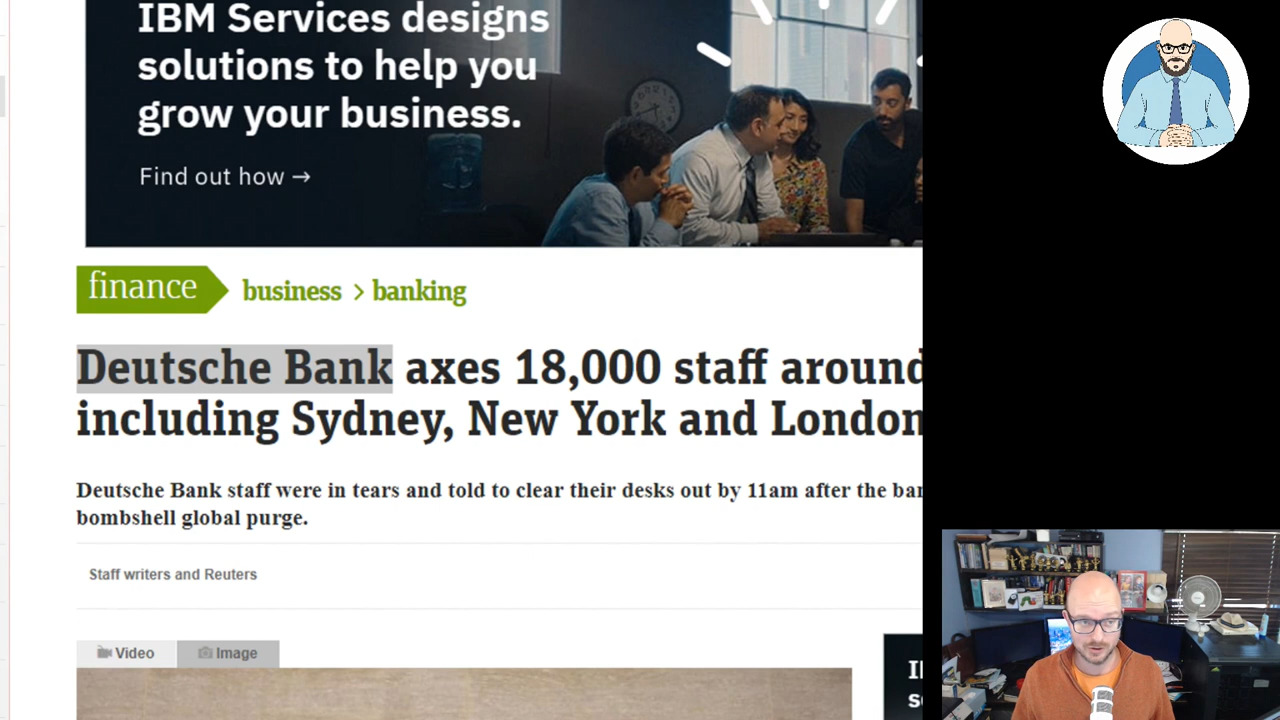 IBM Services designs
solutions to help you
grow your business.
Find out how →
finance
business > banking
Deutsche Bank axes 18,000 staff around
including Sydney, New York and London
Deutsche Bank staff were in tears and told to clear their desks out by 11am after the
bombshell global purge.
Staff writers and Reuters
Video
Image